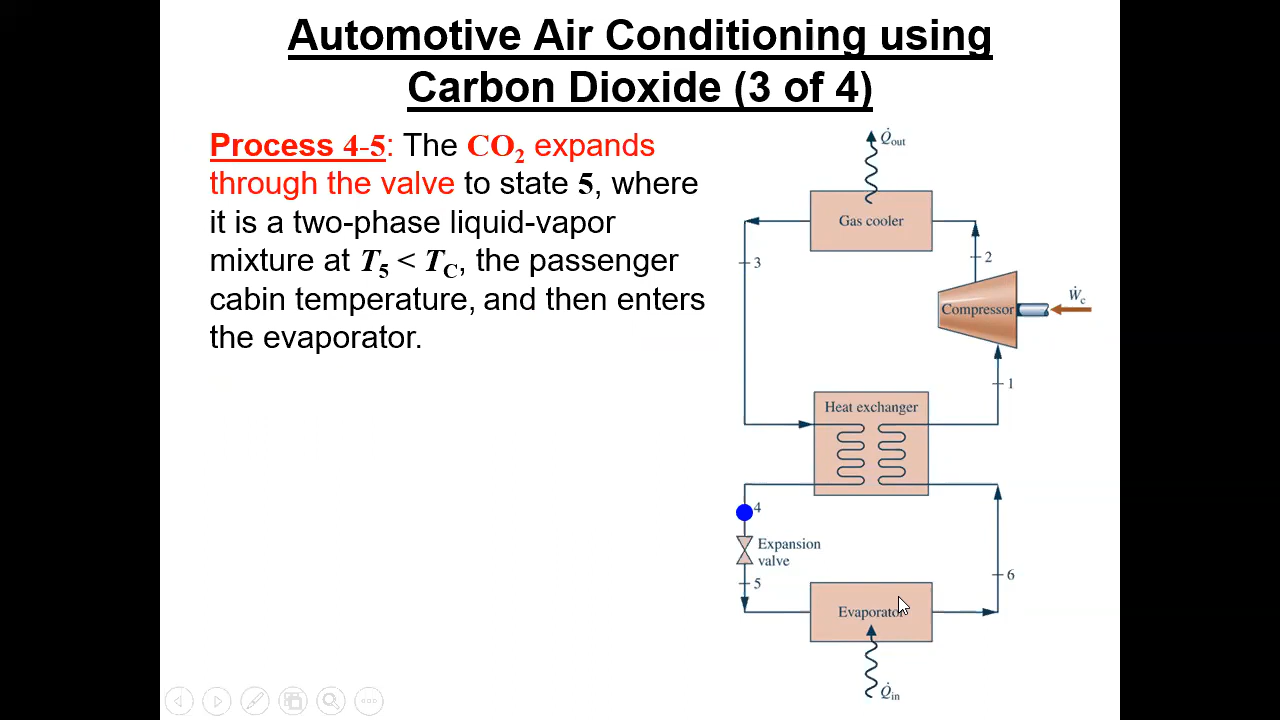 Automotive Air Conditioning using
Carbon Dioxide (3 of 4)
Process 4-5: The CO₂ expands
through the valve to state 5, where
it is a two-phase liquid-vapor
mixture at T₅ < T_C, the passenger
cabin temperature, and then enters
the evaporator.
Q̇out
Gas cooler
3
2
Compressor
Ẇc
1
Heat exchanger
4
Expansion
valve
5
6
Evaporator
Q̇in